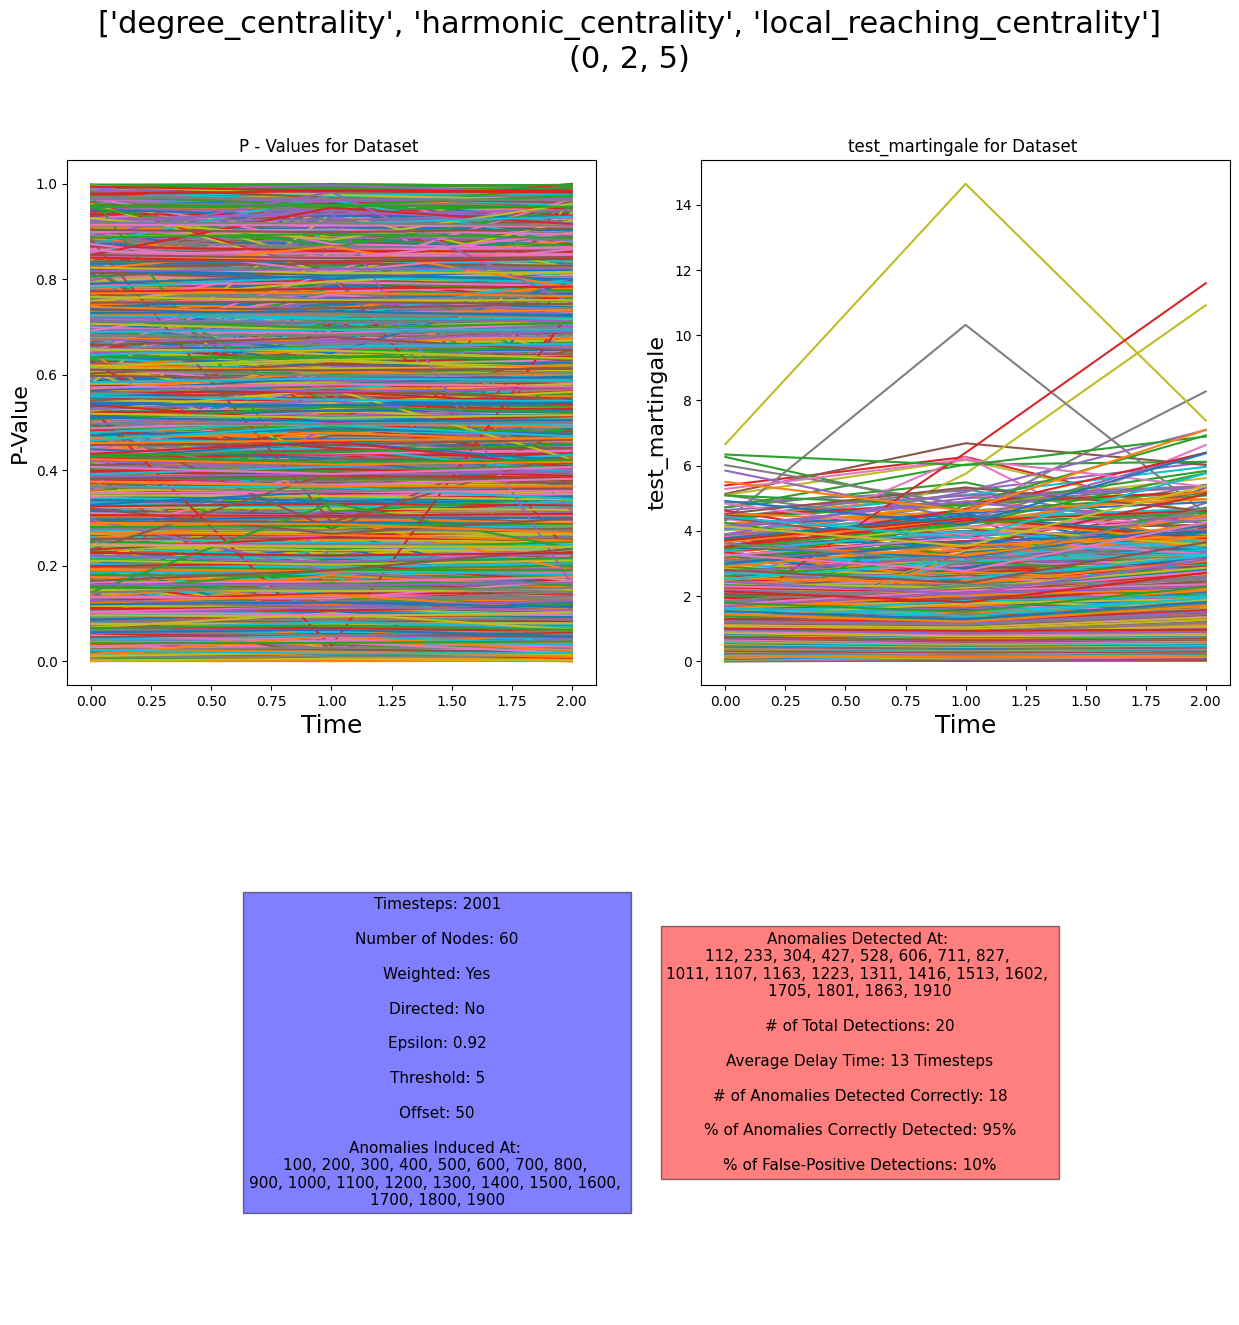 ['degree_centrality', 'harmonic_centrality', 'local_reaching_centrality']
(0, 2, 5)
P - Values for Dataset
1.0
0.8
0.6
0.4
0.2
0.0
P-Value
0.00 0.25 0.50 0.75 1.00 1.25 1.50 1.75 2.00
Time
test_martingale for Dataset
14
12
10
8
6
4
2
0
test_martingale
0.00 0.25 0.50 0.75 1.00 1.25 1.50 1.75 2.00
Time
Timesteps: 2001
Number of Nodes: 60
Weighted: Yes
Directed: No
Epsilon: 0.92
Threshold: 5
Offset: 50
Anomalies Induced At:
100, 200, 300, 400, 500, 600, 700, 800,
900, 1000, 1100, 1200, 1300, 1400, 1500, 1600,
1700, 1800, 1900
Anomalies Detected At:
112, 233, 304, 427, 528, 606, 711, 827,
1011, 1107, 1163, 1223, 1311, 1416, 1513, 1602,
1705, 1801, 1863, 1910
# of Total Detections: 20
Average Delay Time: 13 Timesteps
# of Anomalies Detected Correctly: 18
% of Anomalies Correctly Detected: 95%
% of False-Positive Detections: 10%